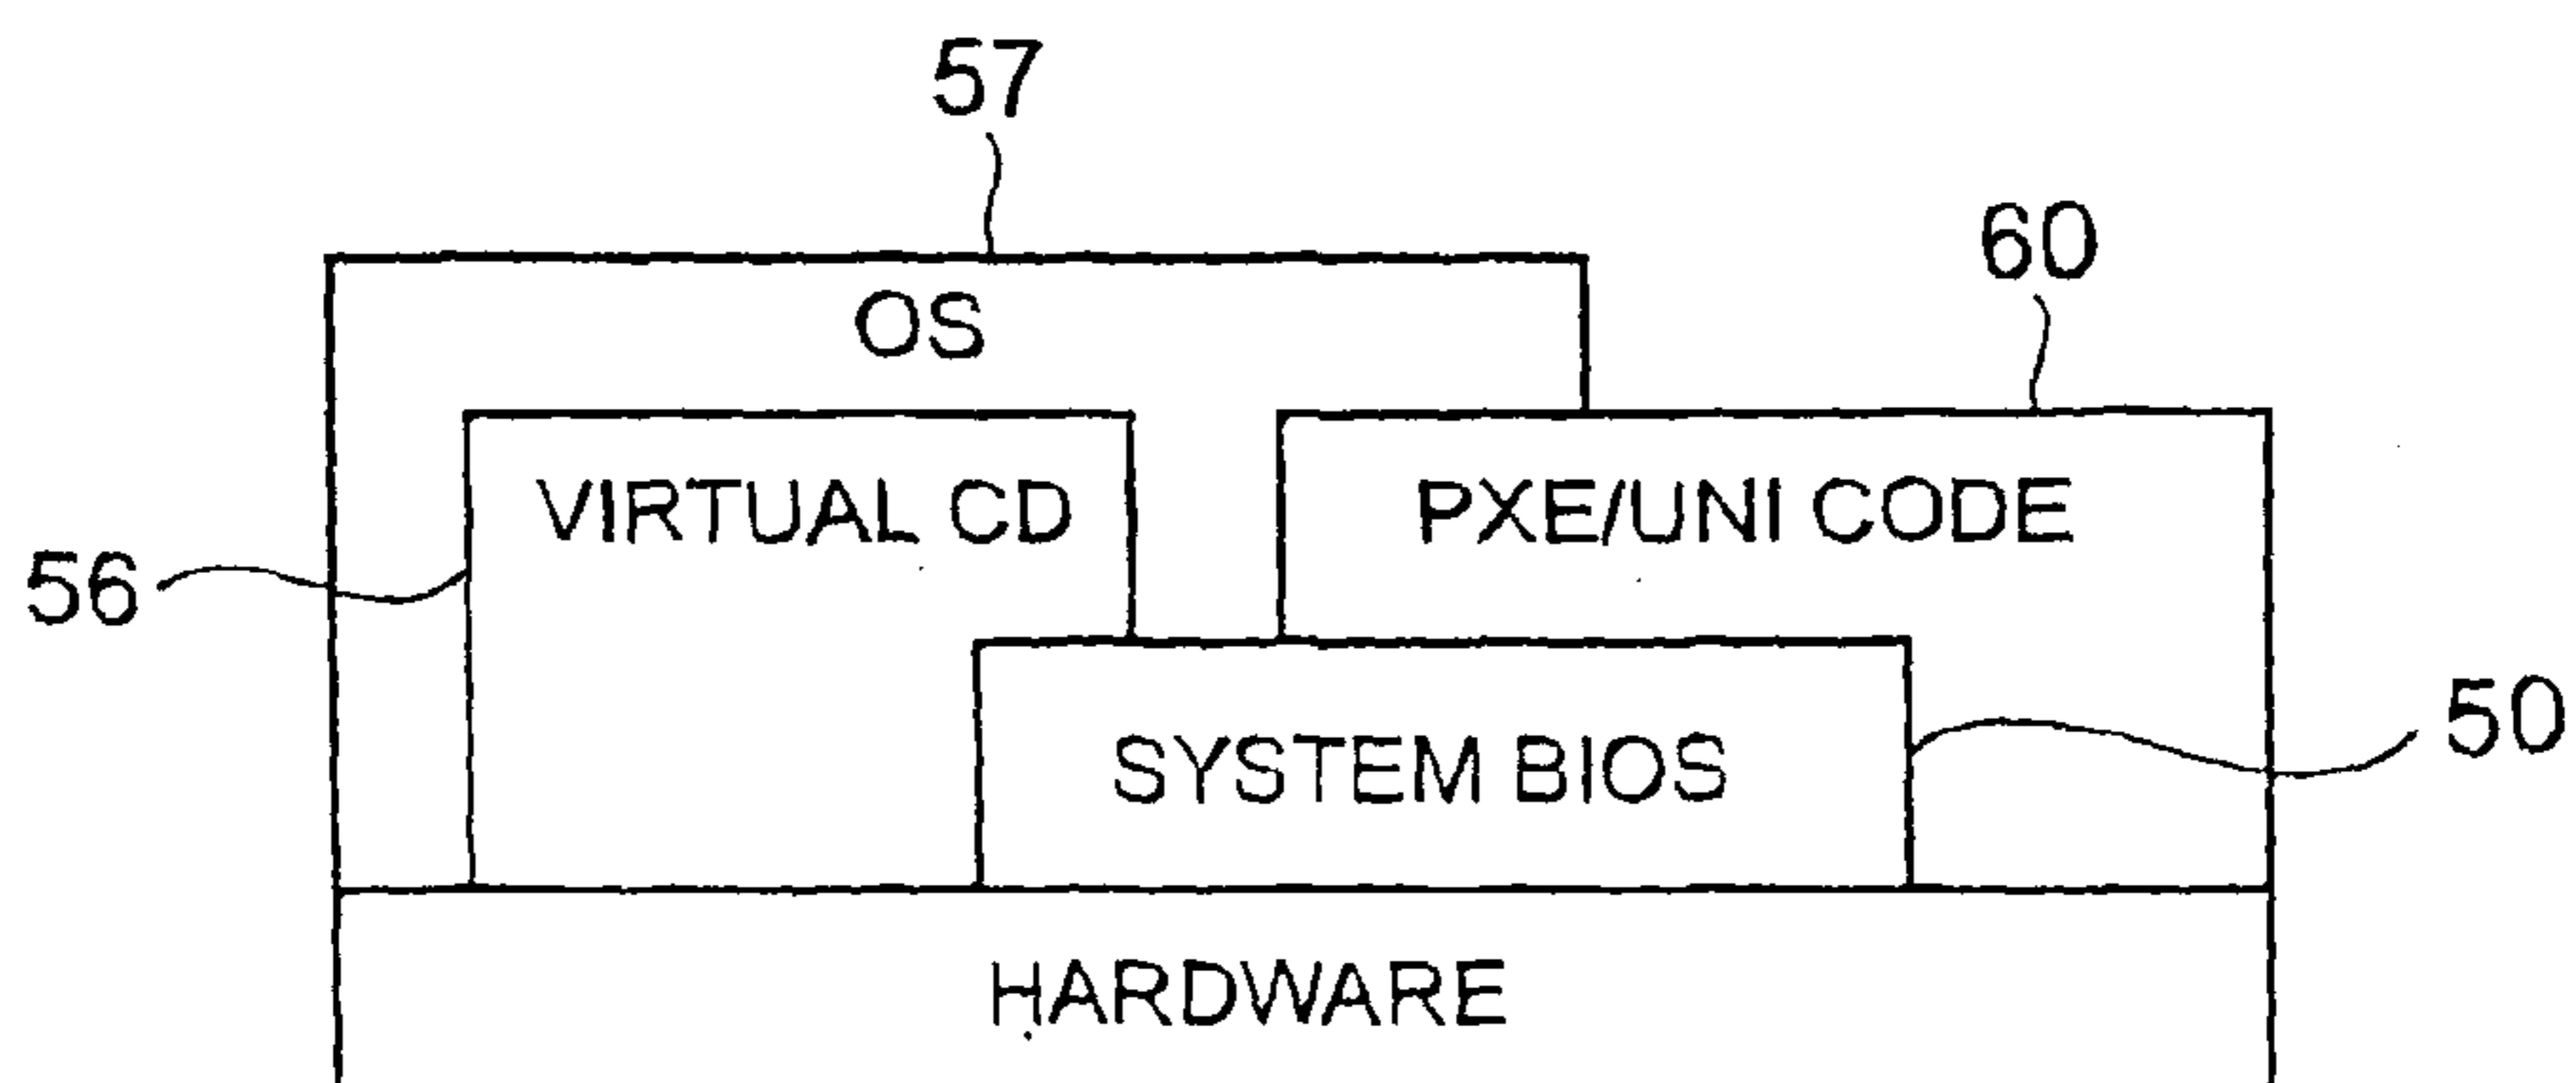 57
60
OS
VIRTUAL CD
PXE/UNI CODE
56
50
SYSTEM BIOS
HARDWARE